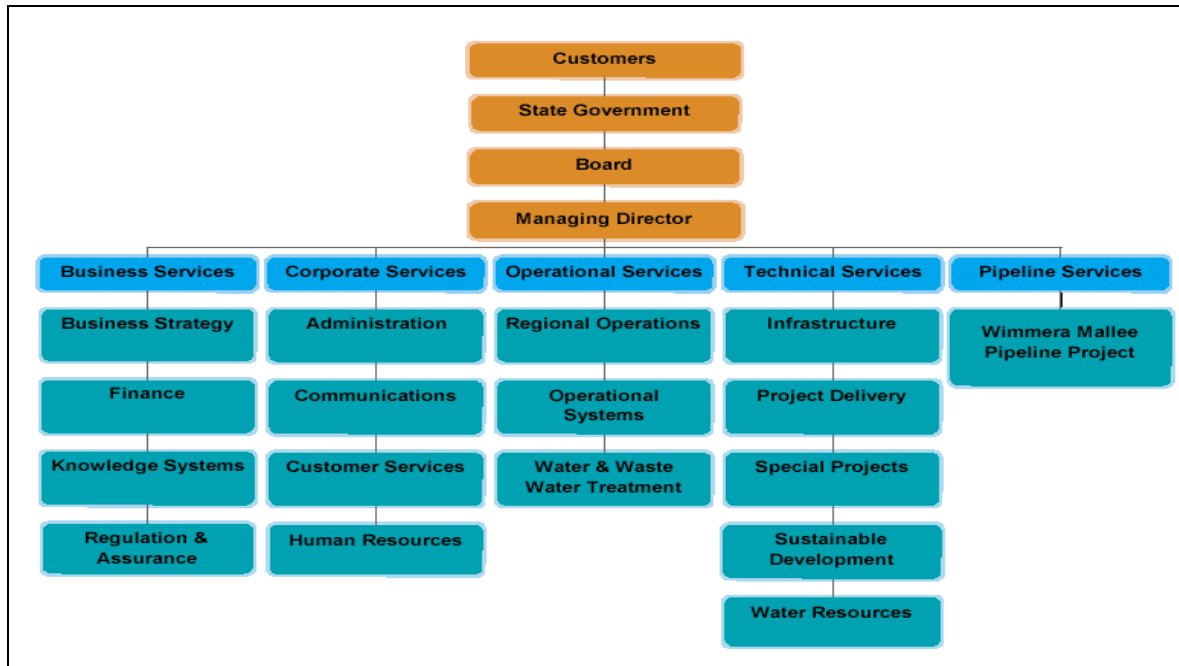 Customers
State Government
Board
Managing Director
Business Services
Corporate Services
Operational Services
Technical Services
Pipeline Services
Business Strategy
Administration
Regional Operations
Infrastructure
Wimmera Mallee
Pipeline Project
Finance
Communications
Operational
Systems
Project Delivery
Knowledge Systems
Customer Services
Water & Waste
Water Treatment
Special Projects
Regulation &
Assurance
Human Resources
Sustainable
Development
Water Resources